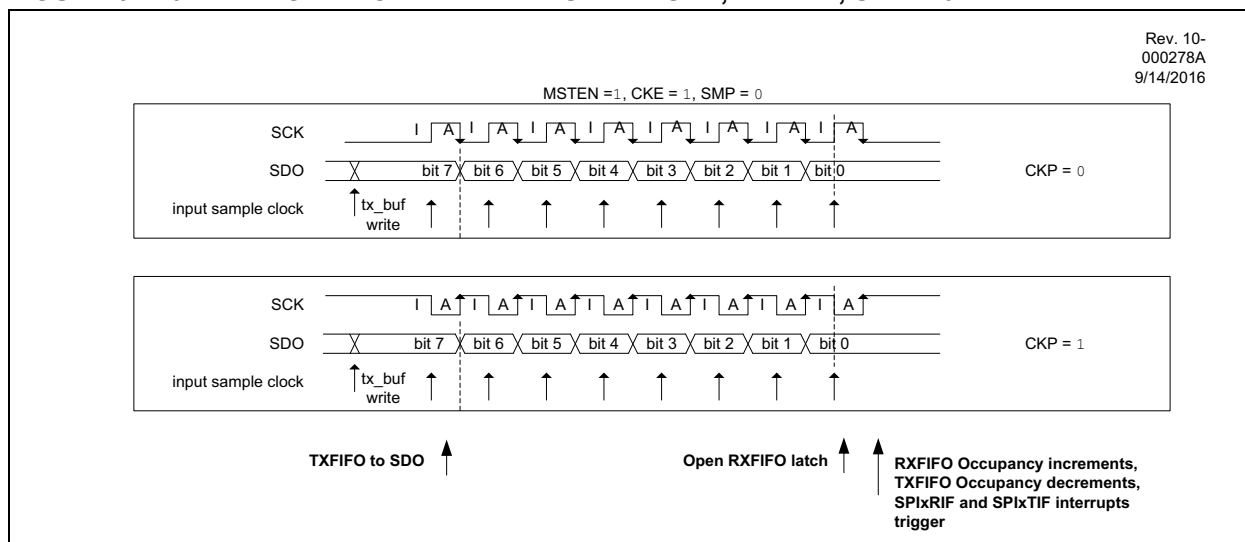 Rev. 10-
000278A
9/14/2016
MSTEN =1, CKE = 1, SMP = 0
SCK I A I A I A I A I A I A I A I A
SDO bit 7 bit 6 bit 5 bit 4 bit 3 bit 2 bit 1 bit 0 CKP = 0
input sample clock tx_buf
write
SCK I A I A I A I A I A I A I A I A
SDO bit 7 bit 6 bit 5 bit 4 bit 3 bit 2 bit 1 bit 0 CKP = 1
input sample clock tx_buf
write
TXFIFO to SDO Open RXFIFO latch RXFIFO Occupancy increments,
TXFIFO Occupancy decrements,
SPIxRIF and SPIxTIF interrupts
trigger